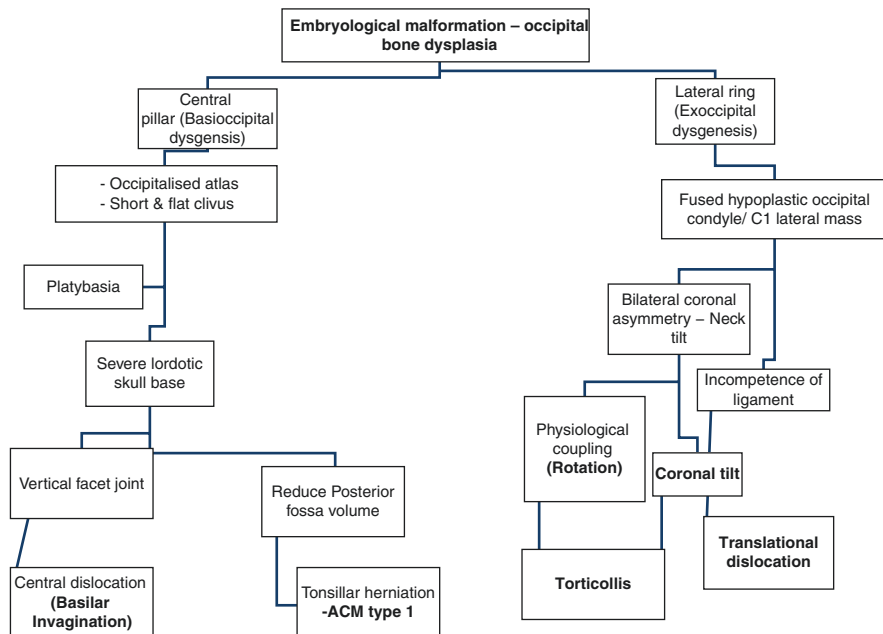 Embryological malformation – occipital
bone dysplasia
Central
pillar (Basioccipital
dysgensis)
Lateral ring
(Exoccipital
dysgenesis)
- Occipitalised atlas
- Short & flat clivus
Fused hypoplastic occipital
condyle/ C1 lateral mass
Platybasia
Bilateral coronal
asymmetry – Neck
tilt
Severe lordotic
skull base
Incompetence of
ligament
Physiological
coupling
(Rotation)
Coronal tilt
Vertical facet joint
Reduce Posterior
fossa volume
Translational
dislocation
Torticollis
Central dislocation
(Basilar
Invagination)
Tonsillar herniation
-ACM type 1